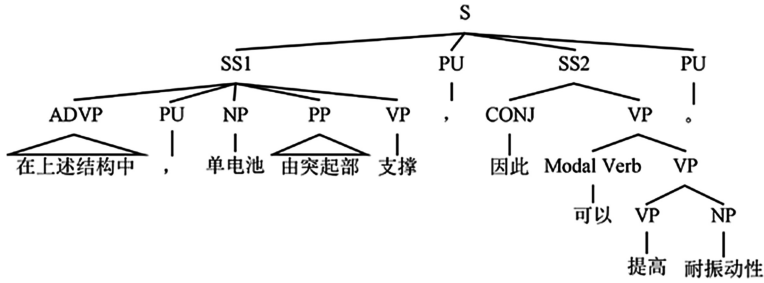 S
SS1 PU SS2 PU
ADVP PU NP PP VP , CONJ VP 。
在上述结构中 , 单电池 由突起部 支撑 因此 Modal Verb VP
可以 VP NP
提高 耐振动性